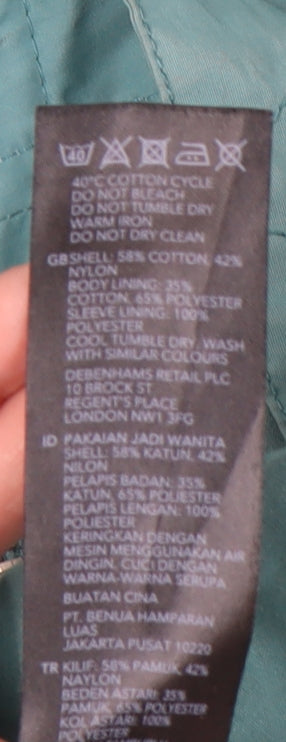 40
40°C COTTON CYCLE
DO NOT BLEACH
DO NOT TUMBLE DRY
WARM IRON
DO NOT DRY CLEAN
GB SHELL: 58% COTTON, 42%
NYLON
BODY LINING: 35%
COTTON, 65% POLYESTER
SLEEVE LINING: 100%
POLYESTER
COOL TUMBLE DRY. WASH
WITH SIMILAR COLOURS
DEBENHAMS RETAIL PLC
10 BROCK ST
REGENT'S PLACE
LONDON NW1 3FG
ID PAKAIAN JADI WANITA
SHELL: 58% KATUN, 42%
NILON
PELAPIS BADAN: 35%
KATUN, 65% POLIESTER
PELAPIS LENGAN: 100%
POLIESTER
KERINGKAN DENGAN
MESIN MENGGUNAKAN AIR
DINGIN. CUCI DENGAN
WARNA-WARNA SERUPA
BUATAN CINA
PT. BENUA HAMPARAN
LUAS
JAKARTA PUSAT 10220
TR KILIF: 58% PAMUK, 42%
NAYLON
BEDEN ASTARI: 35%
PAMUK, 65% POLYESTER
KOL ASTARI: 100%
POLYESTER